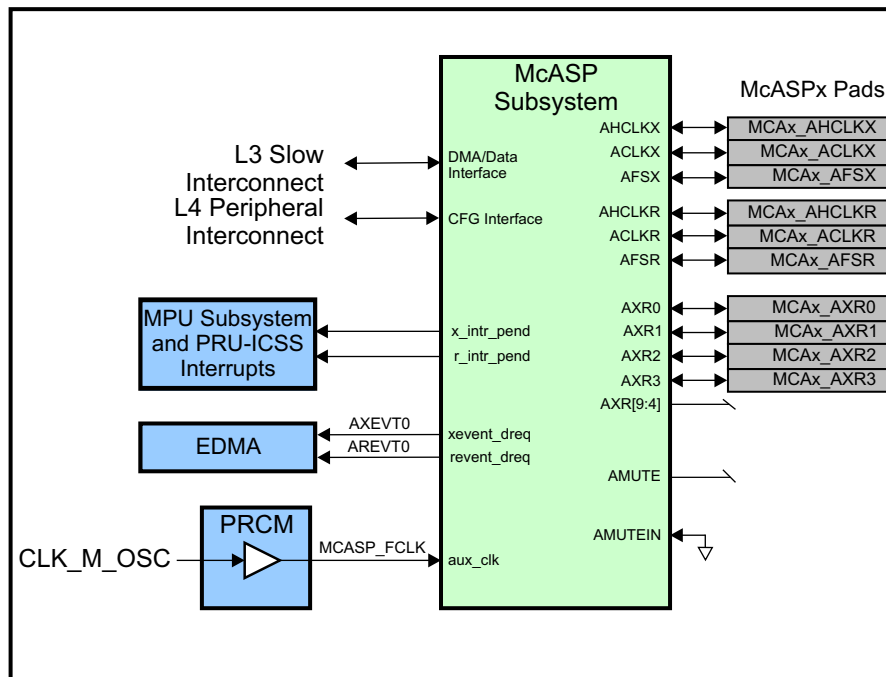 McASP
Subsystem
McASPx Pads
L3 Slow
Interconnect
L4 Peripheral
Interconnect
DMA/Data
Interface
CFG Interface
AHCLKX
ACLKX
AFSX
AHCLKR
ACLKR
AFSR
AXR0
AXR1
AXR2
AXR3
AXR[9:4]
AMUTE
AMUTEIN
MCAx_AHCLKX
MCAx_ACLKX
MCAx_AFSX
MCAx_AHCLKR
MCAx_ACLKR
MCAx_AFSR
MCAx_AXR0
MCAx_AXR1
MCAx_AXR2
MCAx_AXR3
MPU Subsystem
and PRU-ICSS
Interrupts
x_intr_pend
r_intr_pend
EDMA
AXEVT0
AREVT0
xevent_dreq
revent_dreq
PRCM
CLK_M_OSC
MCASP_FCLK
aux_clk